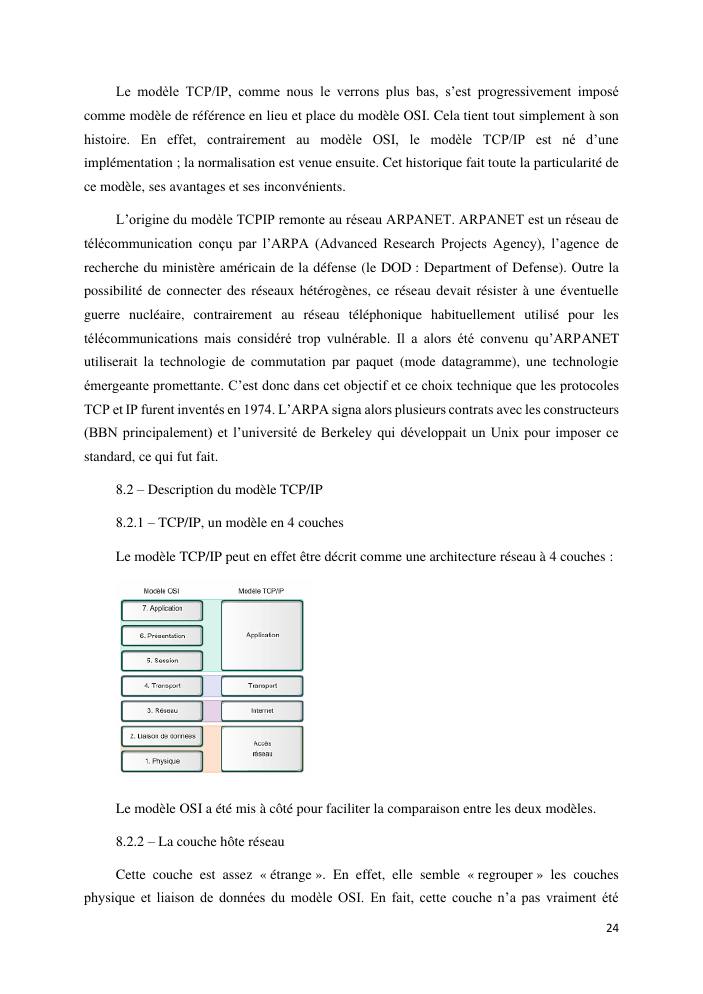 Le modèle TCP/IP, comme nous le verrons plus bas, s’est progressivement imposé
comme modèle de référence en lieu et place du modèle OSI. Cela tient tout simplement à son
histoire. En effet, contrairement au modèle OSI, le modèle TCP/IP est né d’une
implémentation ; la normalisation est venue ensuite. Cet historique fait toute la particularité de
ce modèle, ses avantages et ses inconvénients.
L’origine du modèle TCPIP remonte au réseau ARPANET. ARPANET est un réseau de
télécommunication conçu par l’ARPA (Advanced Research Projects Agency), l’agence de
recherche du ministère américain de la défense (le DOD : Department of Defense). Outre la
possibilité de connecter des réseaux hétérogènes, ce réseau devait résister à une éventuelle
guerre nucléaire, contrairement au réseau téléphonique habituellement utilisé pour les
télécommunications mais considéré trop vulnérable. Il a alors été convenu qu’ARPANET
utiliserait la technologie de commutation par paquet (mode datagramme), une technologie
émergeante promettante. C’est donc dans cet objectif et ce choix technique que les protocoles
TCP et IP furent inventés en 1974. L’ARPA signa alors plusieurs contrats avec les constructeurs
(BBN principalement) et l’université de Berkeley qui développait un Unix pour imposer ce
standard, ce qui fut fait.
8.2 – Description du modèle TCP/IP
8.2.1 – TCP/IP, un modèle en 4 couches
Le modèle TCP/IP peut en effet être décrit comme une architecture réseau à 4 couches :
Modèle OSI
Modèle TCP/IP
7. Application
6. Présentation
Application
5. Session
4. Transport
Transport
3. Réseau
Internet
2. Liaison de données
Accès
réseau
1. Physique
Le modèle OSI a été mis à côté pour faciliter la comparaison entre les deux modèles.
8.2.2 – La couche hôte réseau
Cette couche est assez « étrange ». En effet, elle semble « regrouper » les couches
physique et liaison de données du modèle OSI. En fait, cette couche n’a pas vraiment été
24